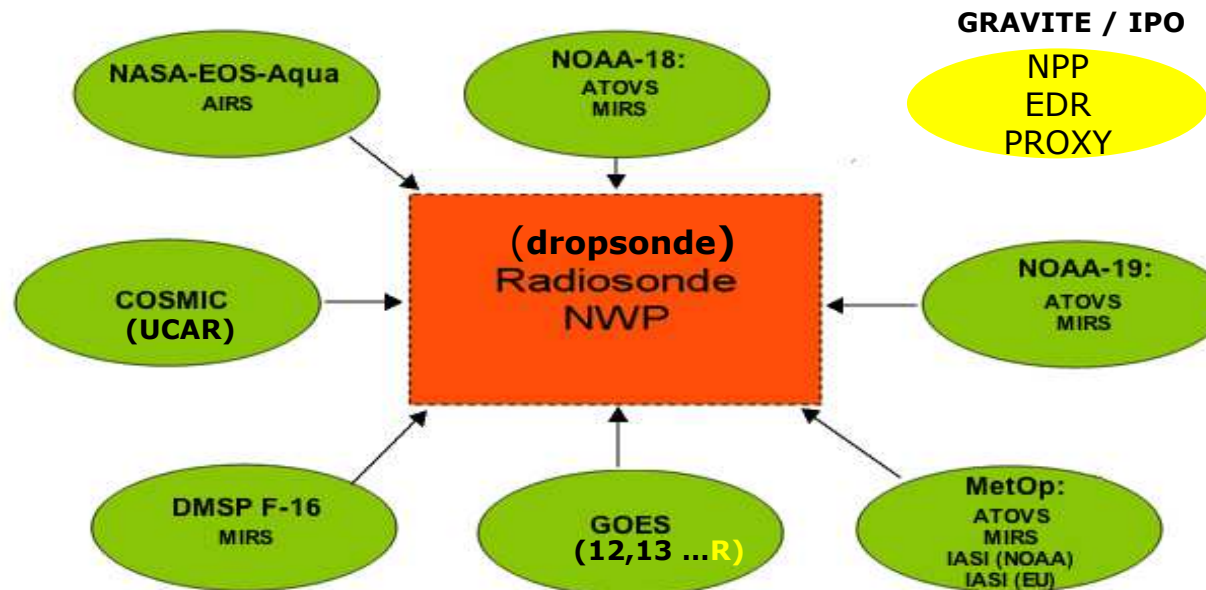 GRAVITE / IPO
NPP
EDR
PROXY
NASA-EOS-Aqua
AIRS
NOAA-18:
ATOVS
MIRS
(dropsonde)
Radiosonde
NWP
COSMIC
(UCAR)
NOAA-19:
ATOVS
MIRS
DMSP F-16
MIRS
GOES
(12,13 ...R)
MetOp:
ATOVS
MIRS
IASI (NOAA)
IASI (EU)